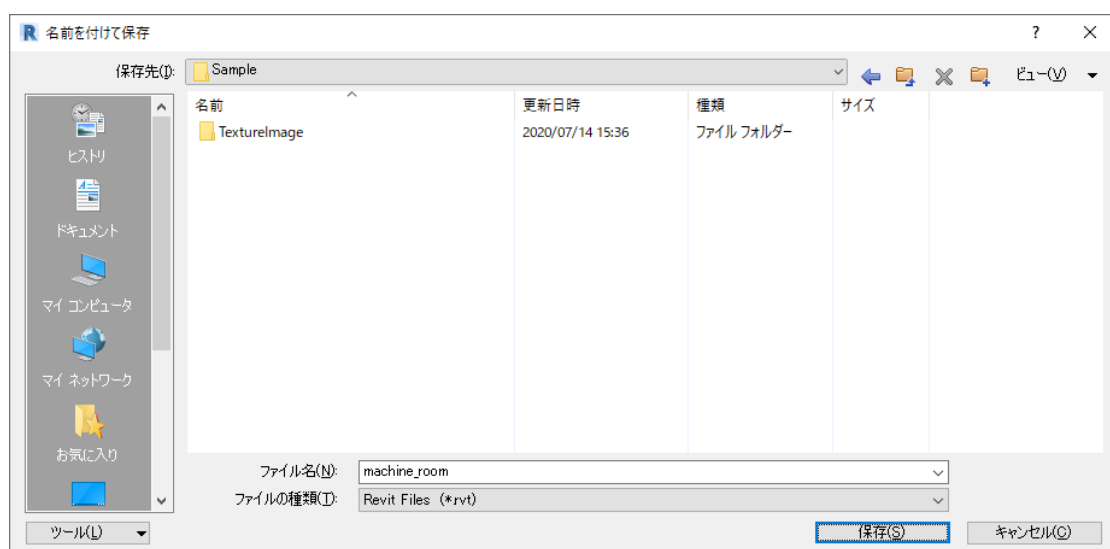 R 名前を付けて保存 ? ×
保存先(I): Sample ビュー(V)
名前 更新日時 種類 サイズ
TextureImage 2020/07/14 15:36 ファイル フォルダー
ヒストリ
ドキュメント
マイ コンピュータ
マイ ネットワーク
お気に入り
ファイル名(N): machine_room
ファイルの種類(T): Revit Files (*rvt)
ツール(L) 保存(S) キャンセル(C)